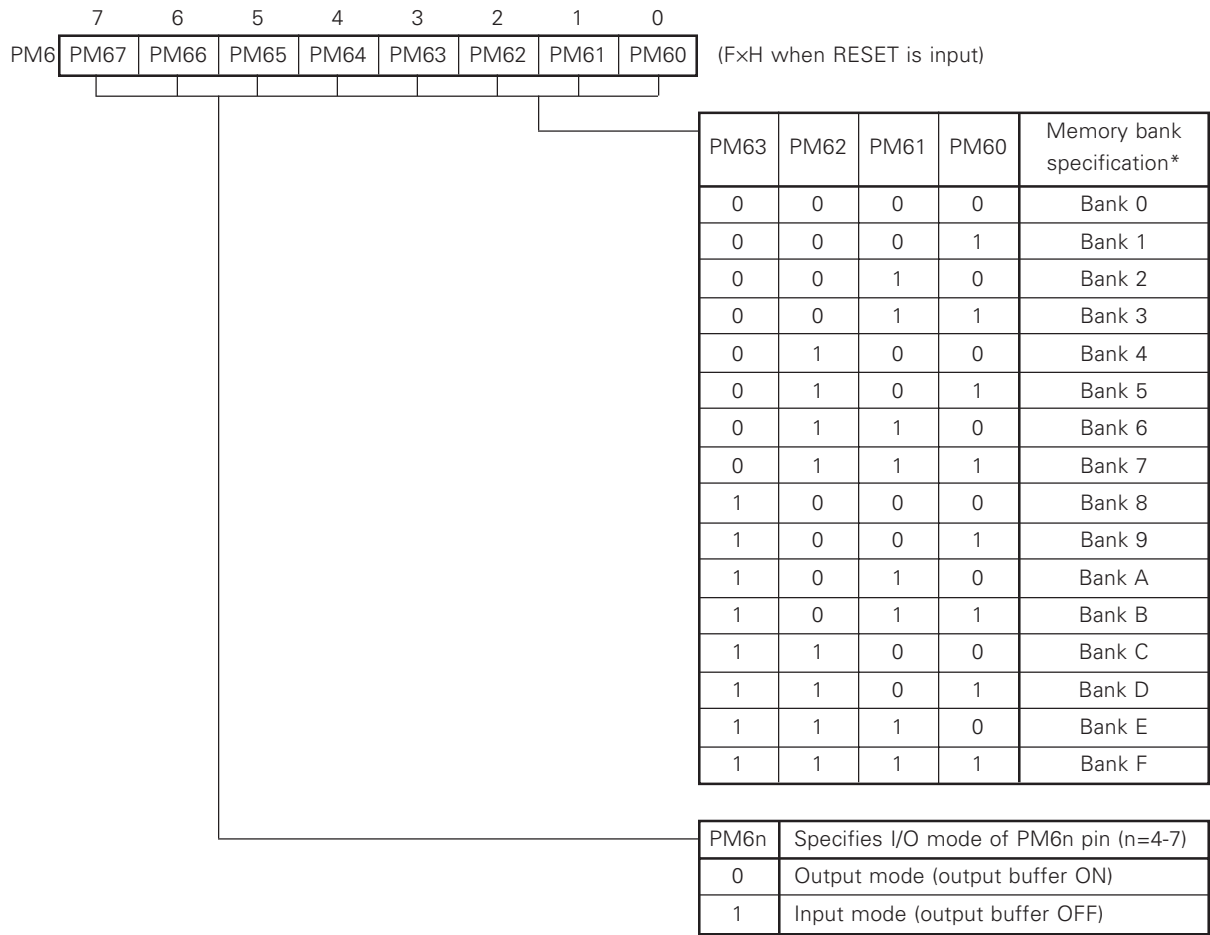 7 6 5 4 3 2 1 0
PM6 PM67 PM66 PM65 PM64 PM63 PM62 PM61 PM60 (F×H when RESET is input)
PM63 PM62 PM61 PM60 Memory bank
specification*
0 0 0 0 Bank 0
0 0 0 1 Bank 1
0 0 1 0 Bank 2
0 0 1 1 Bank 3
0 1 0 0 Bank 4
0 1 0 1 Bank 5
0 1 1 0 Bank 6
0 1 1 1 Bank 7
1 0 0 0 Bank 8
1 0 0 1 Bank 9
1 0 1 0 Bank A
1 0 1 1 Bank B
1 1 0 0 Bank C
1 1 0 1 Bank D
1 1 1 0 Bank E
1 1 1 1 Bank F
PM6n Specifies I/O mode of PM6n pin (n=4-7)
0 Output mode (output buffer ON)
1 Input mode (output buffer OFF)